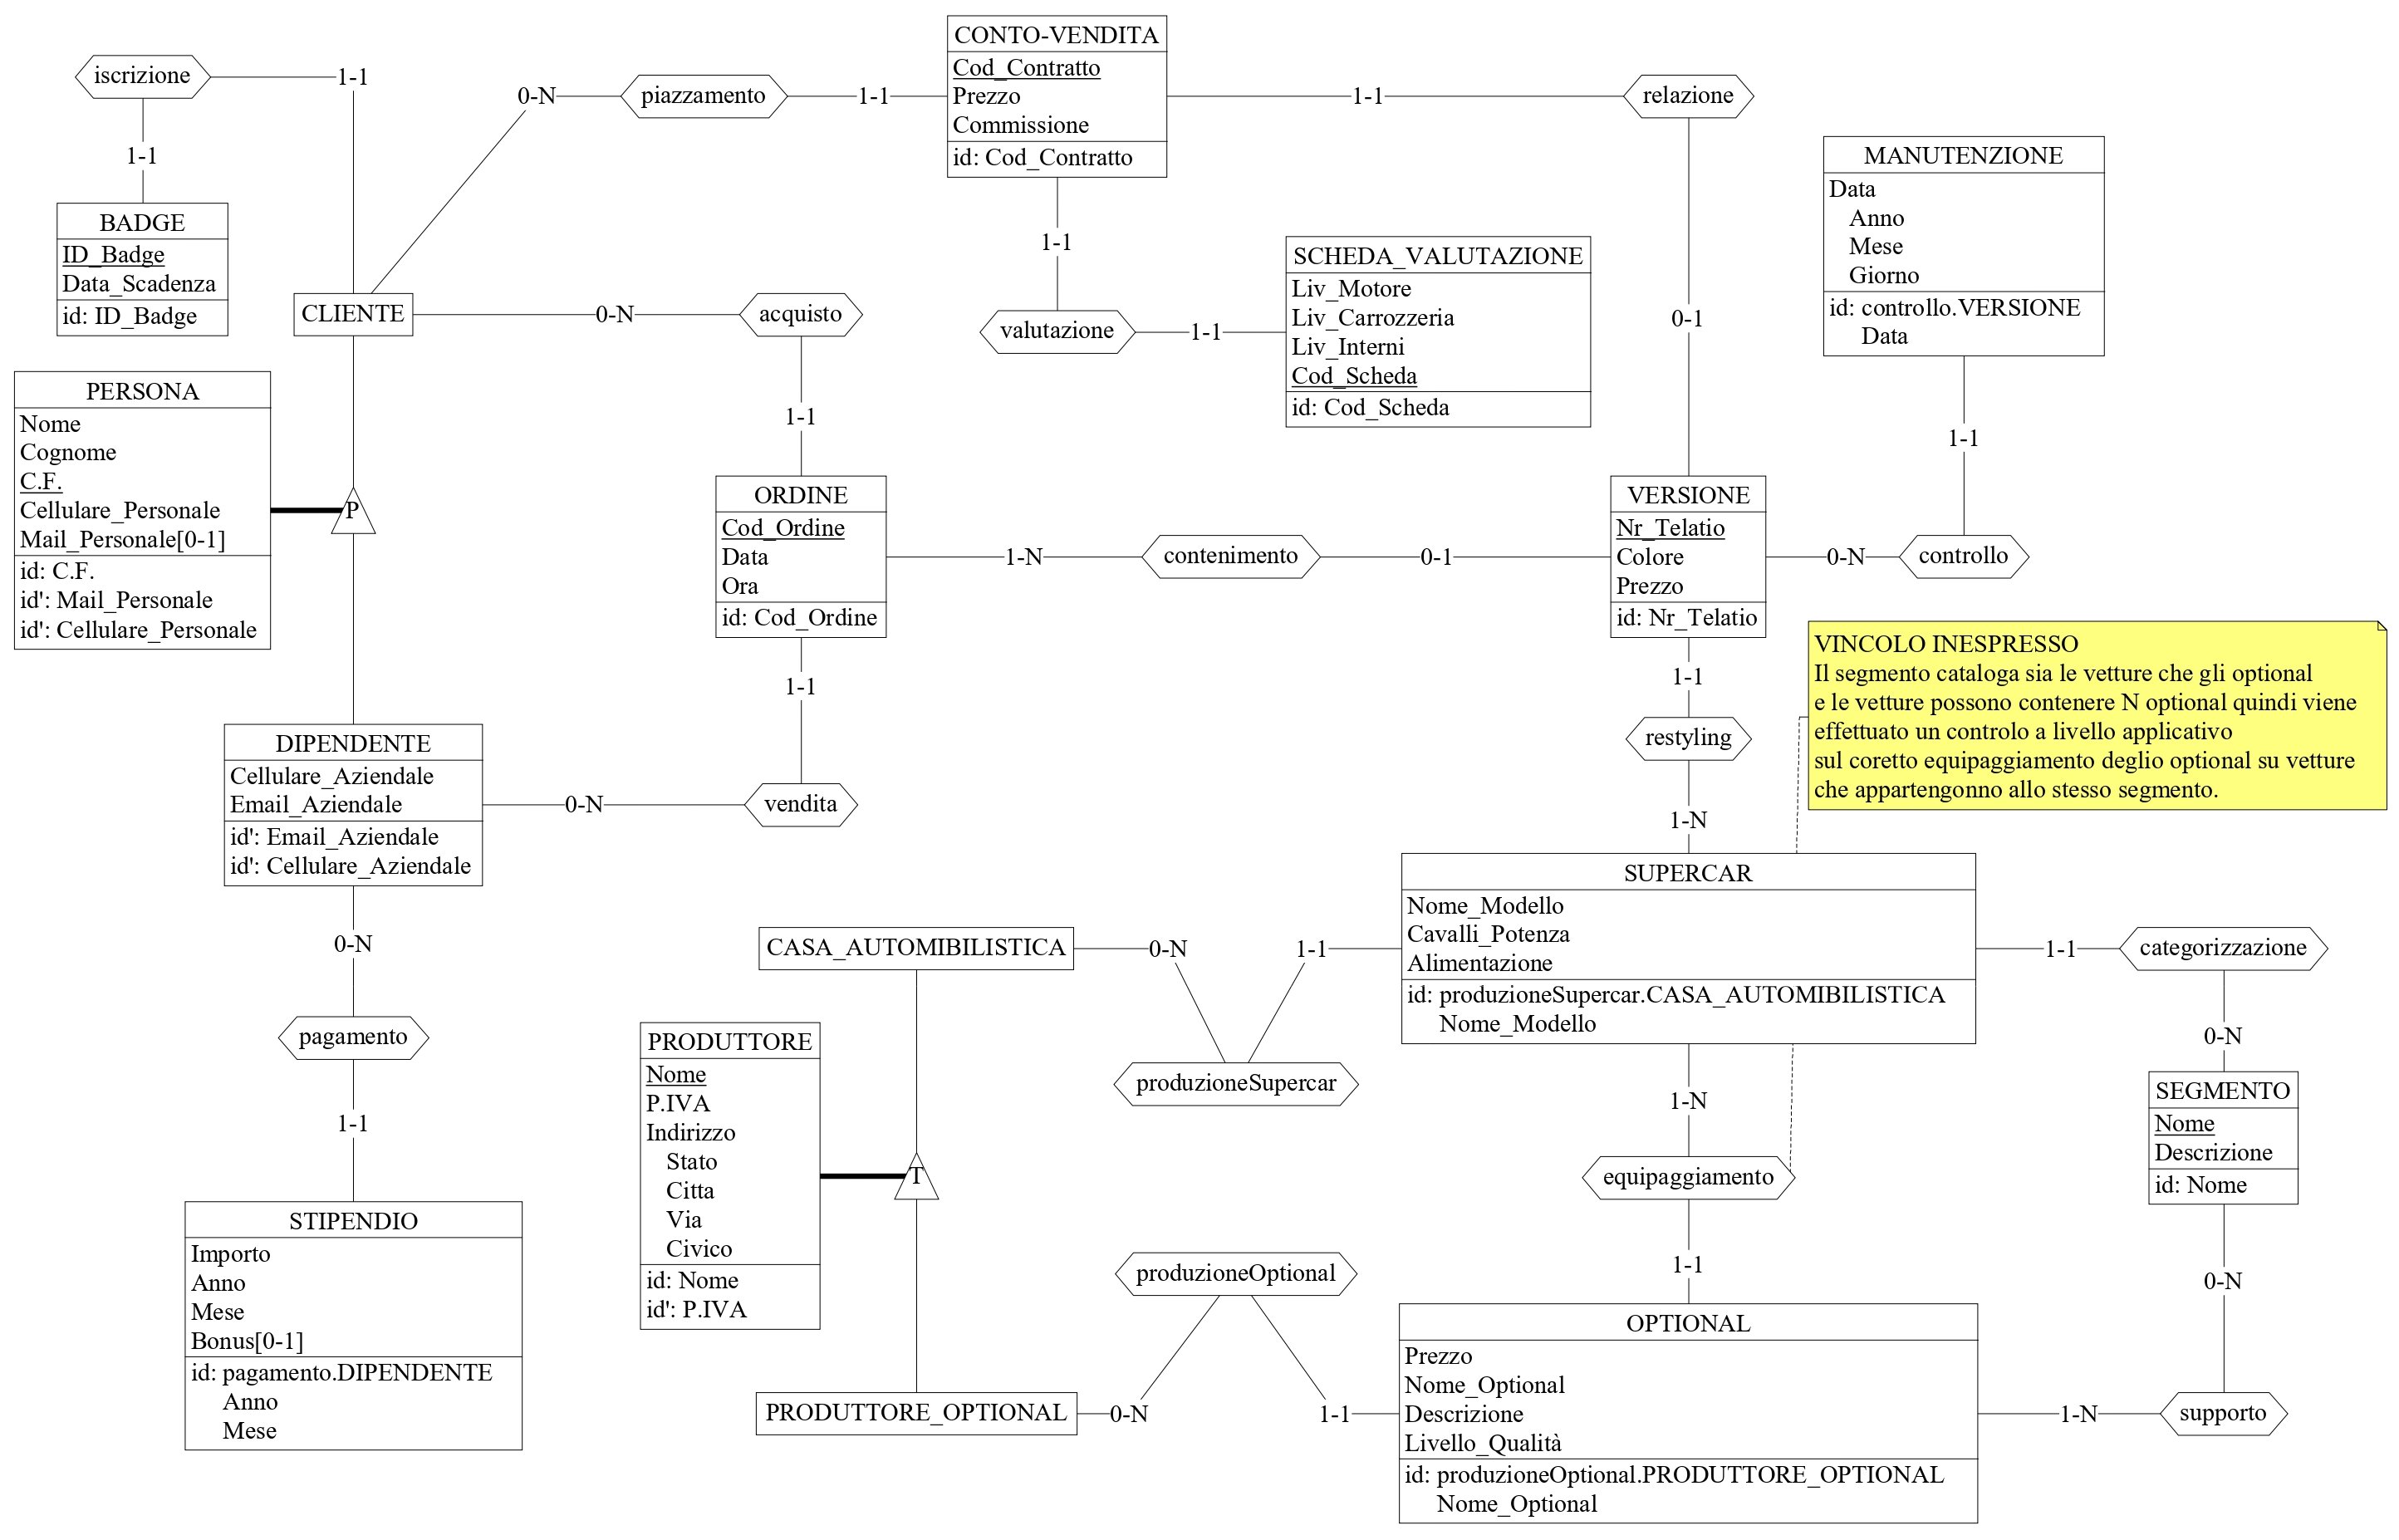 CONTO-VENDITA
Cod_Contratto
Prezzo
Commissione
id: Cod_Contratto
iscrizione
1-1
0-N
piazzamento
1-1
1-1
relazione
1-1
BADGE
ID_Badge
Data_Scadenza
id: ID_Badge
MANUTENZIONE
Data
Anno
Mese
Giorno
id: controllo.VERSIONE
Data
1-1
SCHEDA_VALUTAZIONE
Liv_Motore
Liv_Carrozzeria
Liv_Interni
Cod_Scheda
id: Cod_Scheda
CLIENTE
0-N
acquisto
valutazione
1-1
0-1
PERSONA
Nome
Cognome
C.F.
Cellulare_Personale
Mail_Personale[0-1]
id: C.F.
id': Mail_Personale
id': Cellulare_Personale
P
1-1
1-1
ORDINE
Cod_Ordine
Data
Ora
id: Cod_Ordine
1-N
contenimento
0-1
VERSIONE
Nr_Telatio
Colore
Prezzo
id: Nr_Telatio
0-N
controllo
1-1
1-1
restyling
1-N
VINCOLO INESPRESSO
Il segmento cataloga sia le vetture che gli optional
e le vetture possono contenere N optional quindi viene
effettuato un controlo a livello applicativo
sul coretto equipaggiamento deglio optional su vetture
che appartengonno allo stesso segmento.
DIPENDENTE
Cellulare_Aziendale
Email_Aziendale
id': Email_Aziendale
id': Cellulare_Aziendale
0-N
vendita
0-N
pagamento
1-1
STIPENDIO
Importo
Anno
Mese
Bonus[0-1]
id: pagamento.DIPENDENTE
Anno
Mese
CASA_AUTOMIBILISTICA
0-N
1-1
SUPERCAR
Nome_Modello
Cavalli_Potenza
Alimentazione
id: produzioneSupercar.CASA_AUTOMIBILISTICA
Nome_Modello
1-1
categorizzazione
0-N
PRODUTTORE
Nome
P.IVA
Indirizzo
Stato
Citta
Via
Civico
id: Nome
id': P.IVA
T
produzioneSupercar
1-N
equipaggiamento
1-1
SEGMENTO
Nome
Descrizione
id: Nome
0-N
produzioneOptional
PRODUTTORE_OPTIONAL
0-N
1-1
OPTIONAL
Prezzo
Nome_Optional
Descrizione
Livello_Qualità
id: produzioneOptional.PRODUTTORE_OPTIONAL
Nome_Optional
1-N
supporto